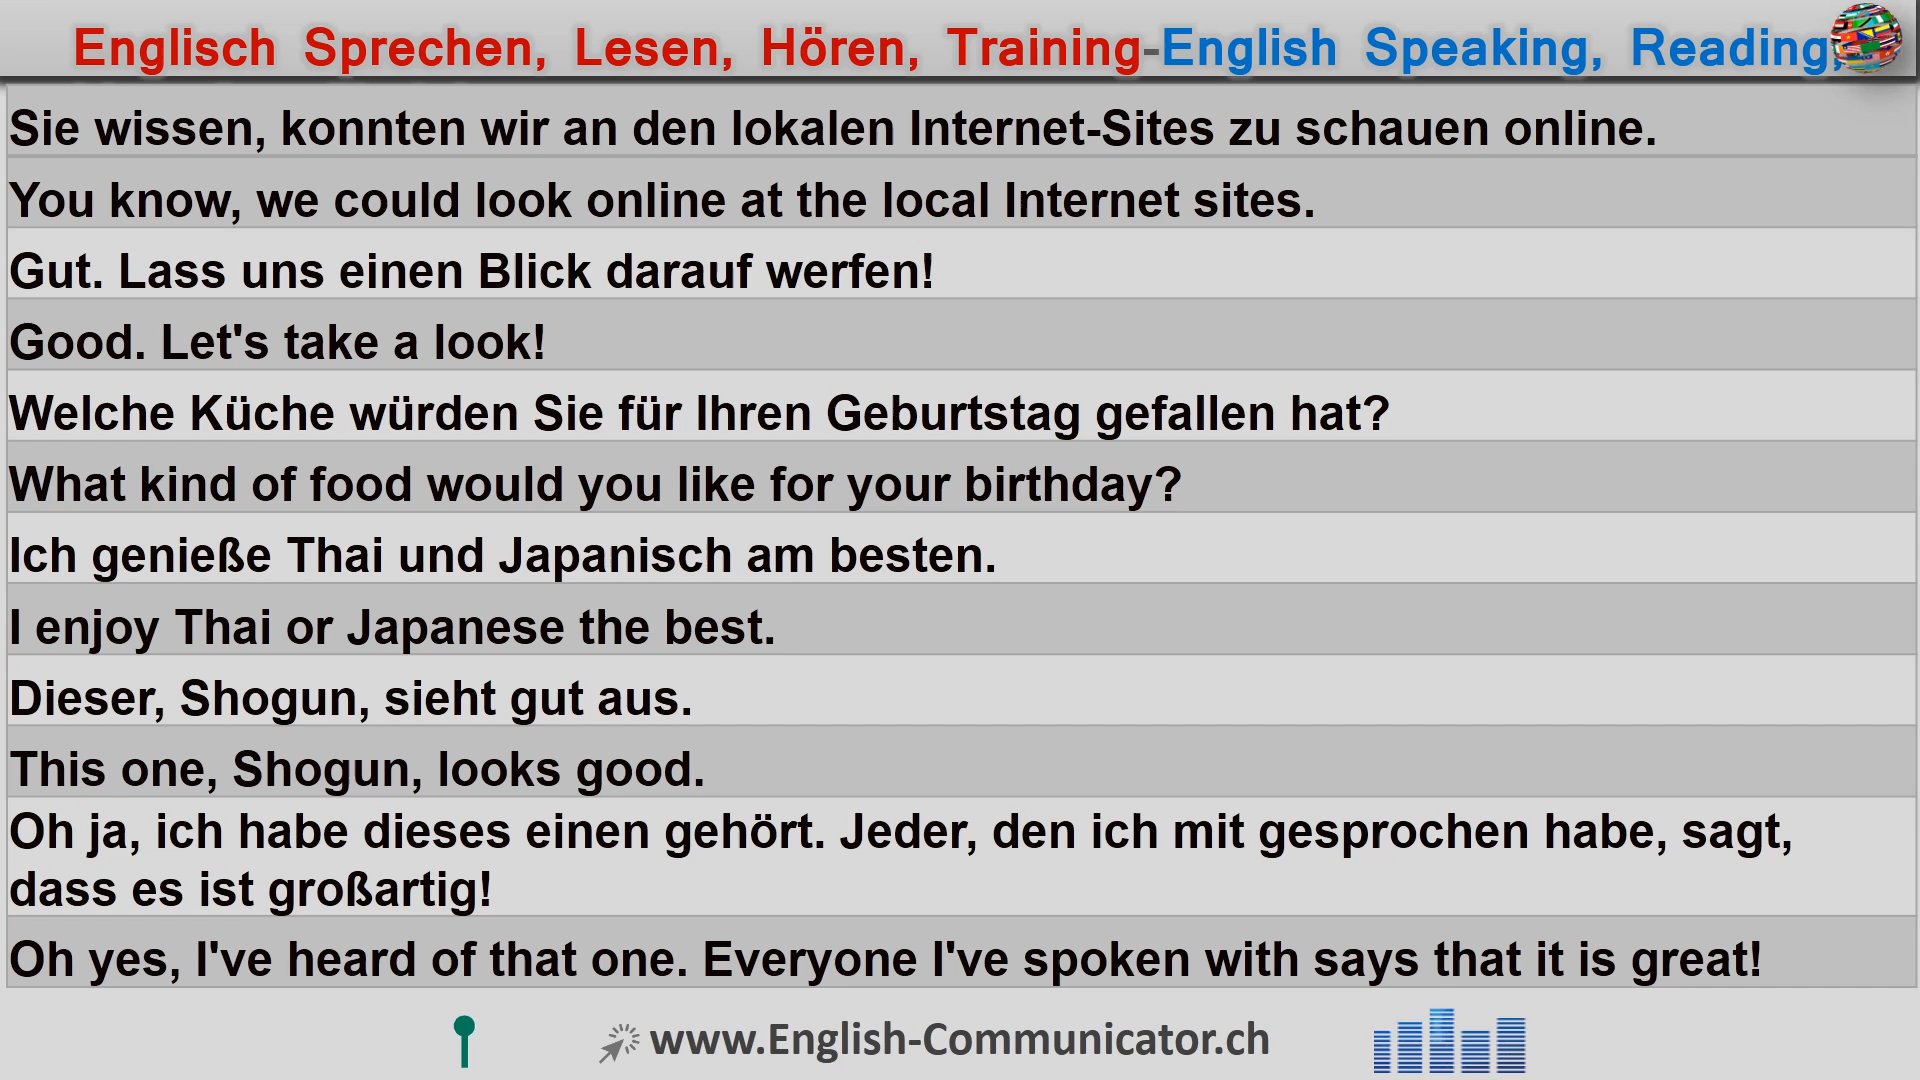 Englisch Sprechen, Lesen, Hören, Training-English Speaking, Reading,
Sie wissen, konnten wir an den lokalen Internet-Sites zu schauen online.
You know, we could look online at the local Internet sites.
Gut. Lass uns einen Blick darauf werfen!
Good. Let's take a look!
Welche Küche würden Sie für Ihren Geburtstag gefallen hat?
What kind of food would you like for your birthday?
Ich genieße Thai und Japanisch am besten.
I enjoy Thai or Japanese the best.
Dieser, Shogun, sieht gut aus.
This one, Shogun, looks good.
Oh ja, ich habe dieses einen gehört. Jeder, den ich mit gesprochen habe, sagt,
dass es ist großartig!
Oh yes, I've heard of that one. Everyone I've spoken with says that it is great!
www.English-Communicator.ch